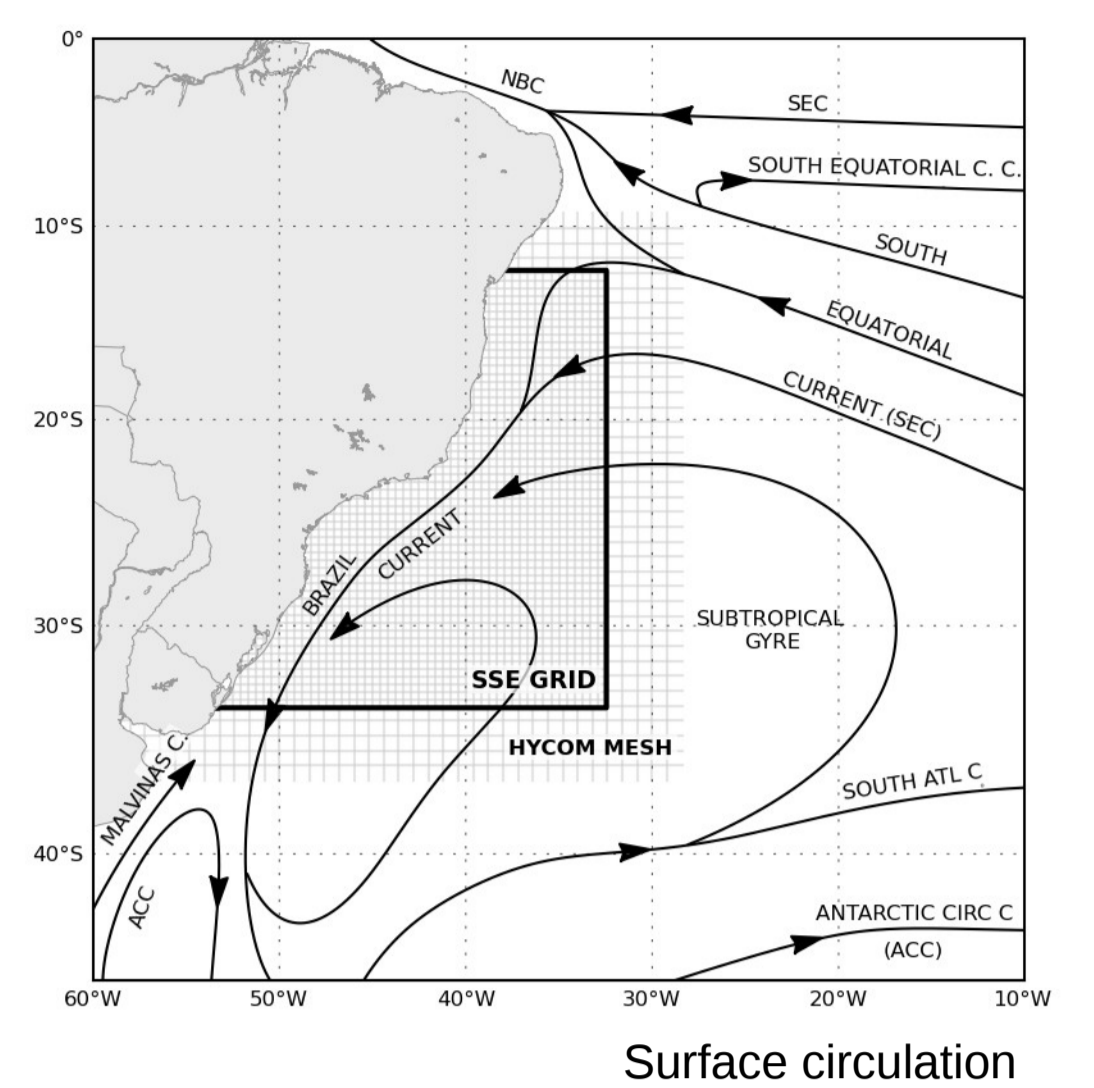 0°
NBC
SEC
SOUTH EQUATORIAL C. C.
10°S
SOUTH
EQUATORIAL
CURRENT (SEC)
20°S
BRAZIL
CURRENT
30°S
SUBTROPICAL
GYRE
SSE GRID
HYCOM MESH
MALVINAS C.
SOUTH ATL C
40°S
ACC
ANTARCTIC CIRC C
(ACC)
60°W 50°W 40°W 30°W 20°W 10°W
Surface circulation